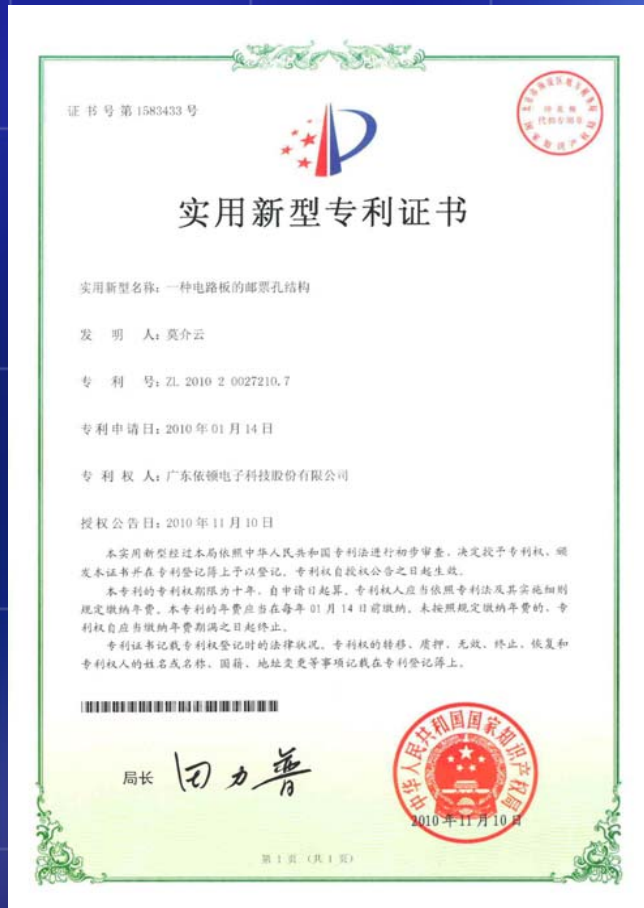 证书号第1583433号
实用新型专利证书
实用新型名称：一种电路板的邮票孔结构
发 明 人：莫介云
专 利 号：ZL 2010 2 0027210.7
专利申请日：2010年01月14日
专 利 权 人：广东依顿电子科技股份有限公司
授权公告日：2010年11月10日
本实用新型经过本局依照中华人民共和国专利法进行初步审查，决定授予专利权，颁
发本证书并在专利登记簿上予以登记。专利权自授权公告之日起生效。
本专利的专利权期限为十年，自申请日起算。专利权人应当依照专利法及其实施细则
规定缴纳年费。本专利的年费应当在每年01月14日前缴纳。未按照规定缴纳年费的，专
利权自应当缴纳年费期满之日起终止。
专利证书记载专利权登记时的法律状况。专利权的转移、质押、无效、终止、恢复和
专利权人的姓名或名称、国籍、地址变更等事项记载在专利登记簿上。
局长 田力普
中华人民共和国国家知识产权局
2010年11月10日
第1页（共1页）